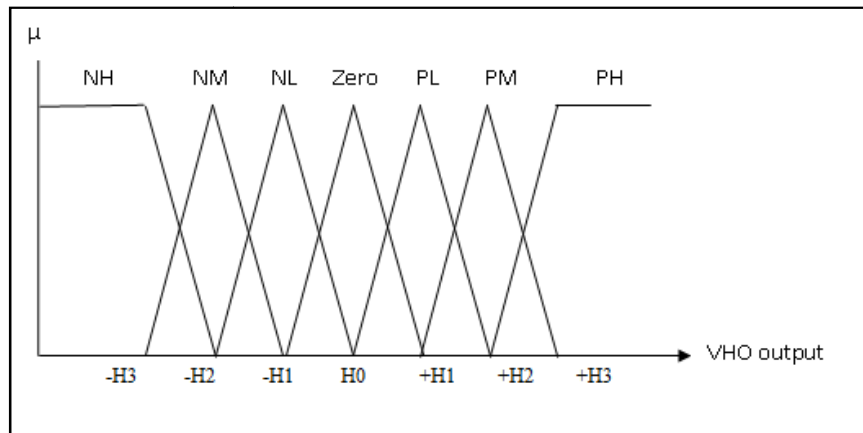 μ
NH NM NL Zero PL PM PH
VHO output
-H3 -H2 -H1 H0 +H1 +H2 +H3